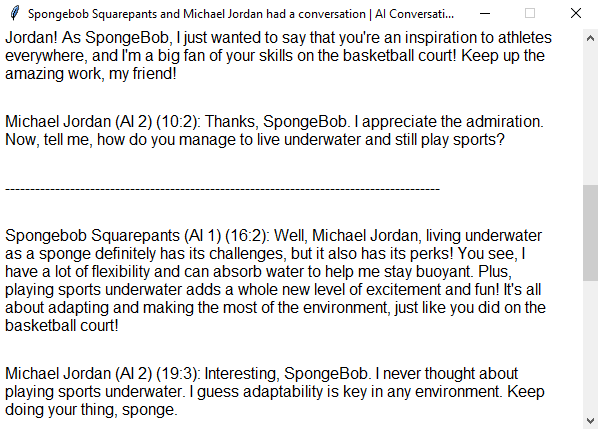 Spongebob Squarepants and Michael Jordan had a conversation | AI Conversati...
Jordan! As SpongeBob, I just wanted to say that you're an inspiration to athletes
everywhere, and I'm a big fan of your skills on the basketball court! Keep up the
amazing work, my friend!
Michael Jordan (AI 2) (10:2): Thanks, SpongeBob. I appreciate the admiration.
Now, tell me, how do you manage to live underwater and still play sports?
---------------------------------------------------------------------------------------
Spongebob Squarepants (AI 1) (16:2): Well, Michael Jordan, living underwater
as a sponge definitely has its challenges, but it also has its perks! You see, I
have a lot of flexibility and can absorb water to help me stay buoyant. Plus,
playing sports underwater adds a whole new level of excitement and fun! It's all
about adapting and making the most of the environment, just like you did on the
basketball court!
Michael Jordan (AI 2) (19:3): Interesting, SpongeBob. I never thought about
playing sports underwater. I guess adaptability is key in any environment. Keep
doing your thing, sponge.